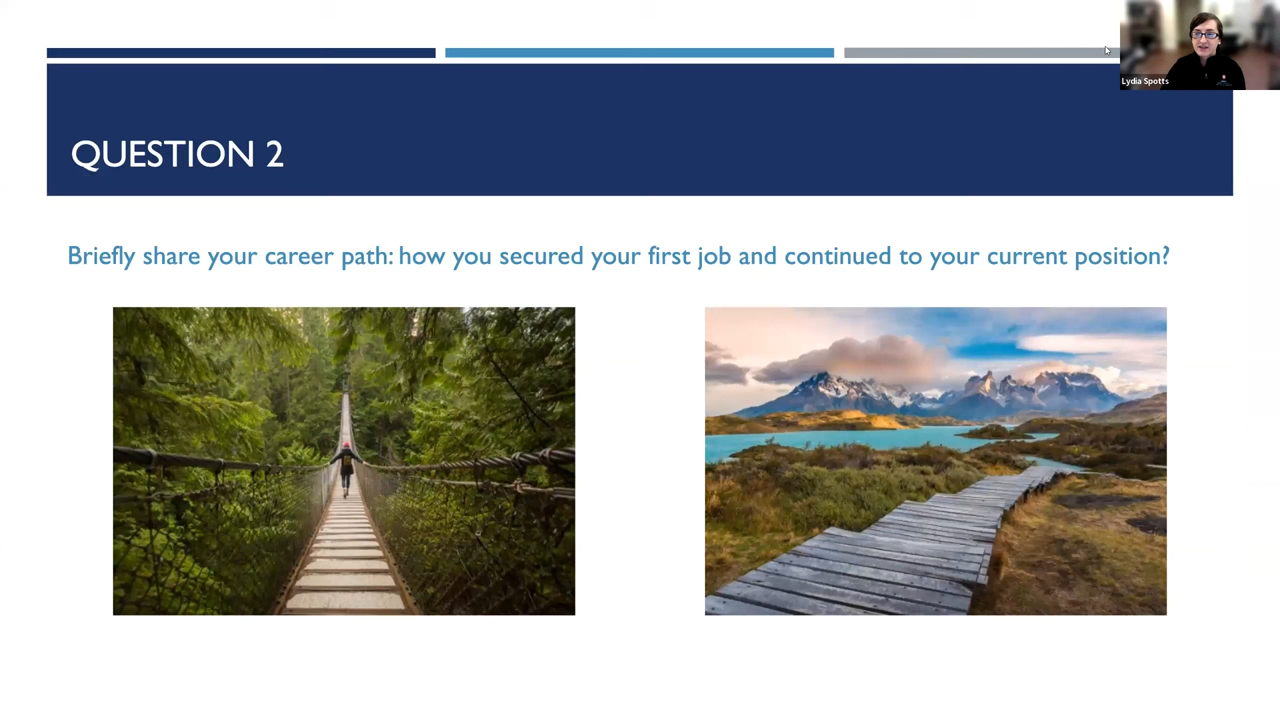 Lydia Spotts
QUESTION 2
Briefly share your career path: how you secured your first job and continued to your current position?